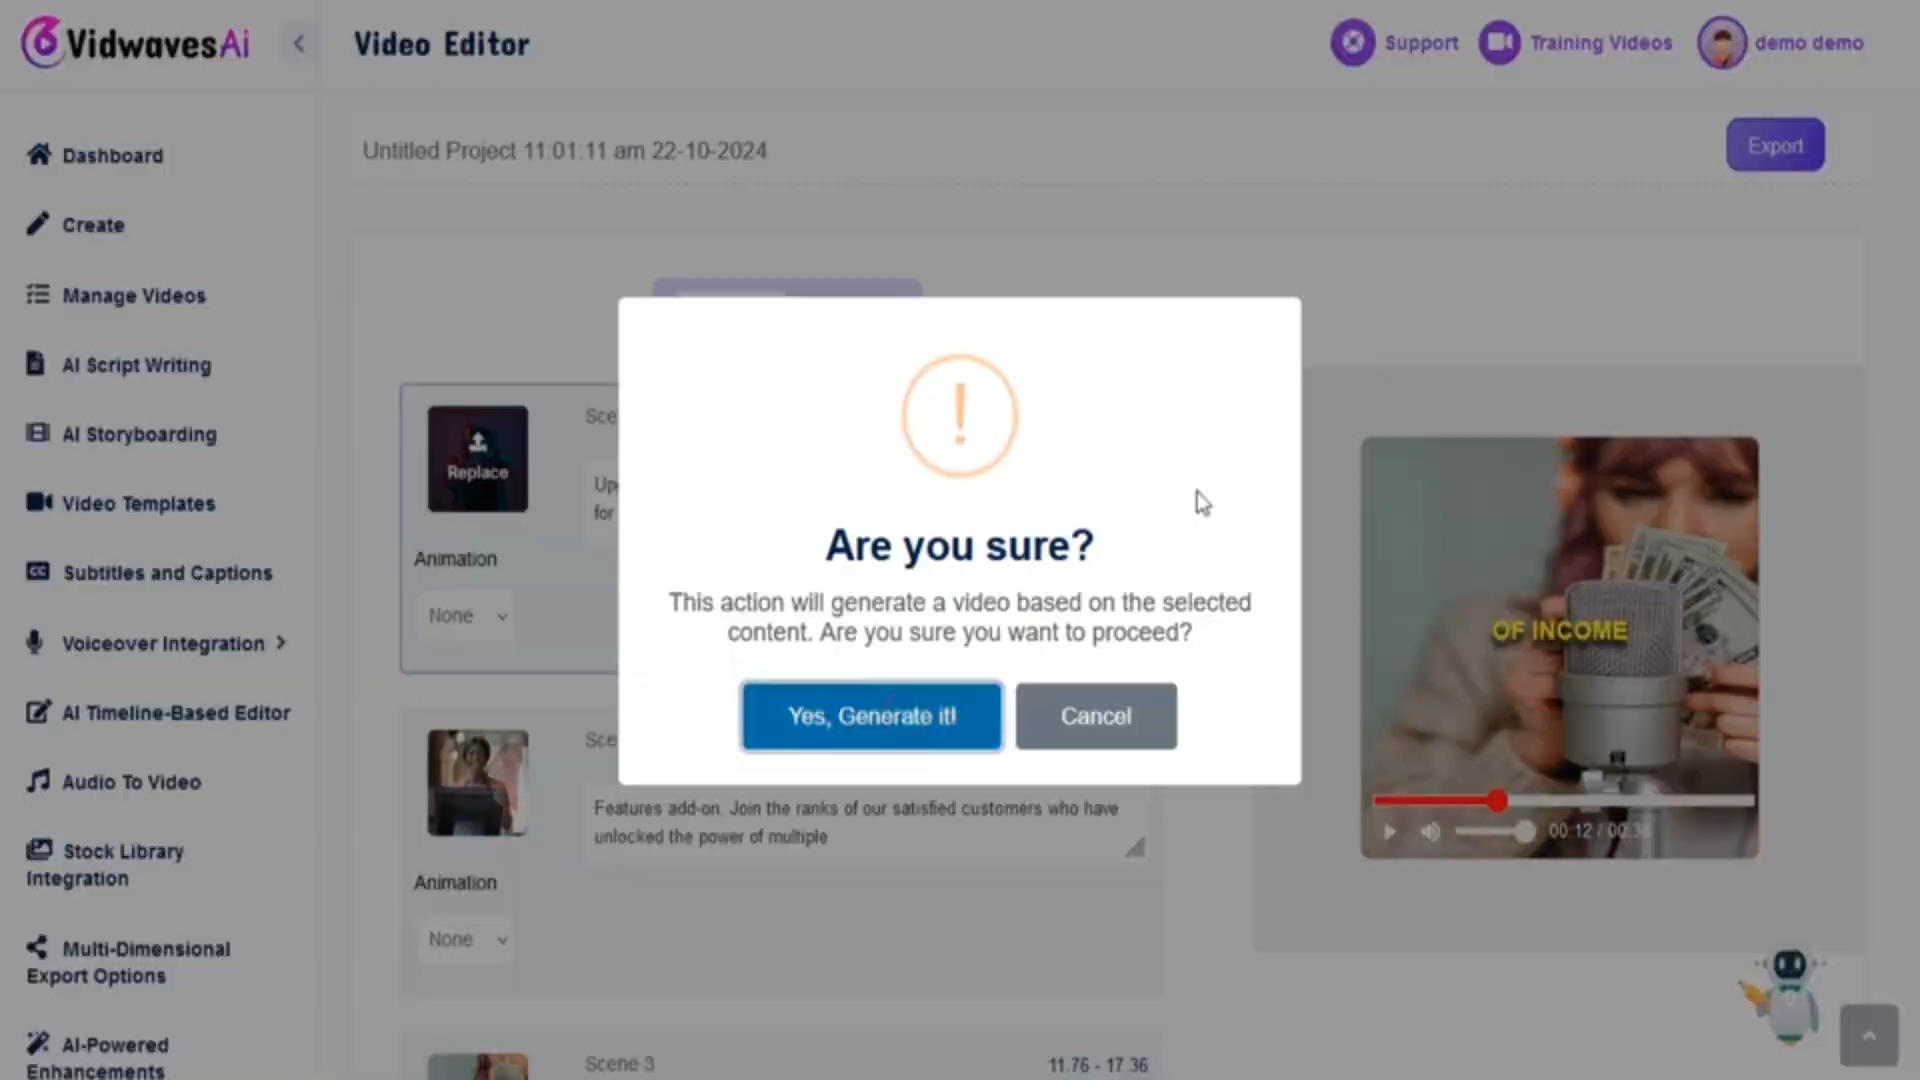 VidwavesAi
Video Editor
Support
Training Videos
demo demo
Dashboard
Create
Manage Videos
AI Script Writing
AI Storyboarding
Video Templates
Subtitles and Captions
Voiceover Integration
AI Timeline-Based Editor
Audio To Video
Stock Library
Integration
Multi-Dimensional
Export Options
AI-Powered
Enhancements
Untitled Project 11:01:11 am 22-10-2024
Export
Replace
Animation
None
Are you sure?
This action will generate a video based on the selected
content. Are you sure you want to proceed?
Yes, Generate it!
Cancel
Features add-on. Join the ranks of our satisfied customers who have
unlocked the power of multiple
Animation
None
Scene 3
11.76 - 17.36
OF INCOME
00:12 / 00:36